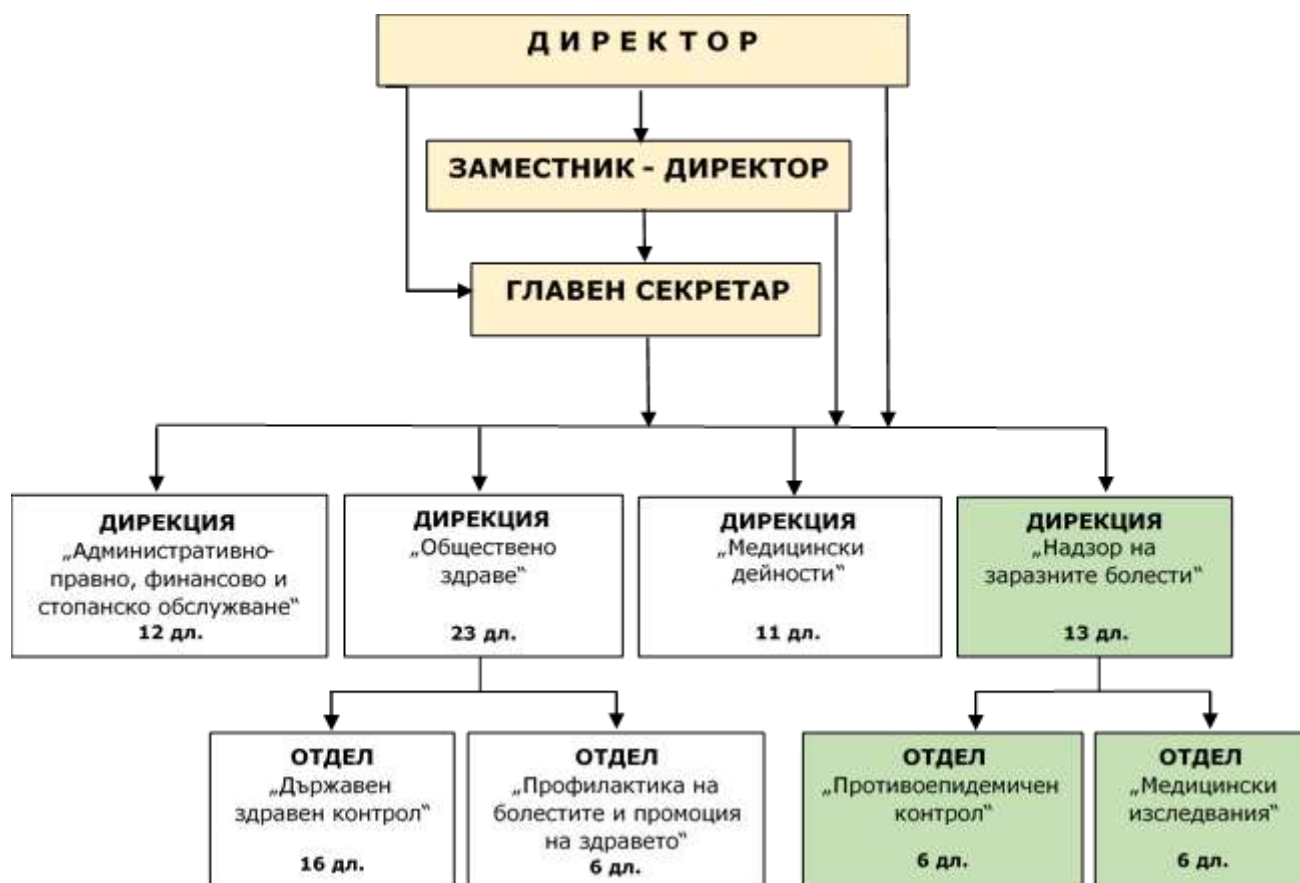 Д И Р Е К Т О Р
ЗАМЕСТНИК – ДИРЕКТОР
ГЛАВЕН СЕКРЕТАР
ДИРЕКЦИЯ
„Административно-
правно, финансово и
стопанско обслужване“
12 дл.
ДИРЕКЦИЯ
„Обществено
здраве“
23 дл.
ДИРЕКЦИЯ
„Медицински
дейности“
11 дл.
ДИРЕКЦИЯ
„Надзор на
заразните болести“
13 дл.
ОТДЕЛ
„Държавен
здравен контрол“
16 дл.
ОТДЕЛ
„Профилактика на
болестите и промоция
на здравето“
6 дл.
ОТДЕЛ
„Противоепидемичен
контрол“
6 дл.
ОТДЕЛ
„Медицински
изследвания“
6 дл.